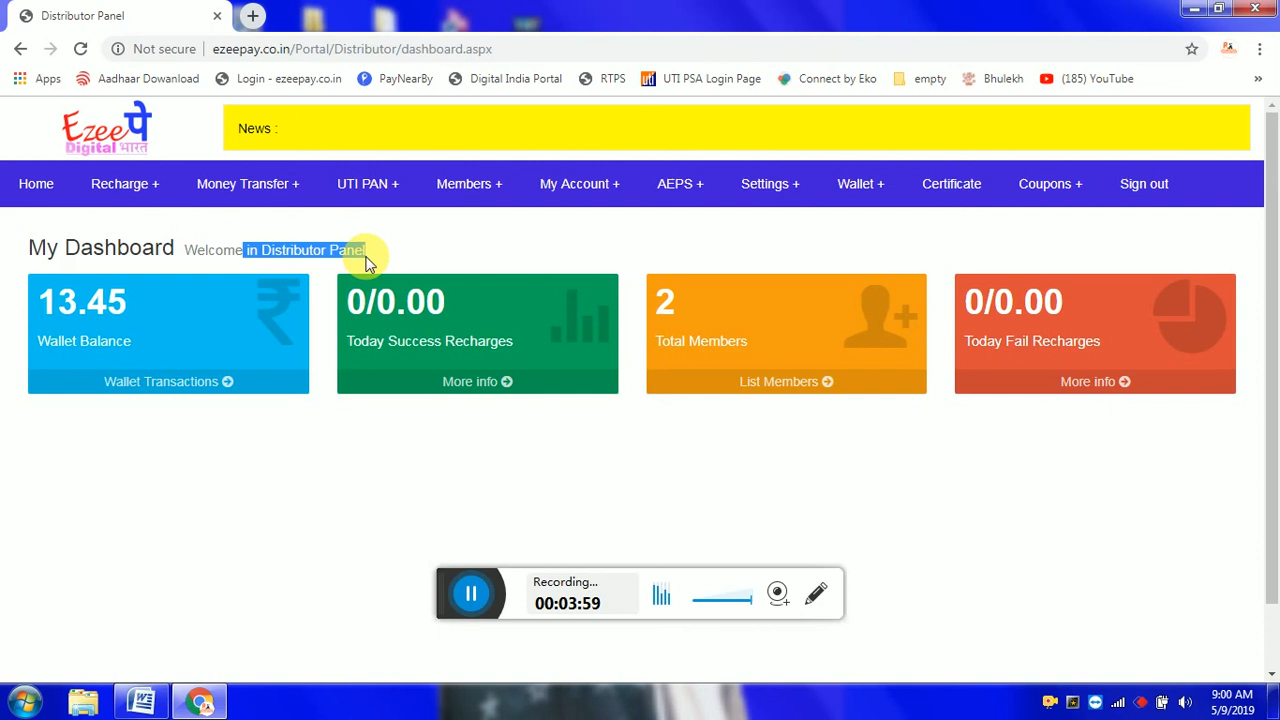 Distributor Panel
Not secure
ezeepay.co.in/Portal/Distributor/dashboard.aspx
Apps
Aadhaar Dowanload
Login - ezeepay.co.in
PayNearBy
Digital India Portal
RTPS
uti
UTI PSA Login Page
Connect by Eko
empty
Bhulekh
(185) YouTube
»
Ezeeपे
Digital भारत
News :
Home
Recharge +
Money Transfer +
UTI PAN +
Members +
My Account +
AEPS +
Settings +
Wallet +
Certificate
Coupons +
Sign out
My Dashboard Welcome in Distributor Panel
13.45
Wallet Balance
Wallet Transactions
0/0.00
Today Success Recharges
More info
2
Total Members
List Members
0/0.00
Today Fail Recharges
More info
Recording...
00:03:59
9:00 AM
5/9/2019